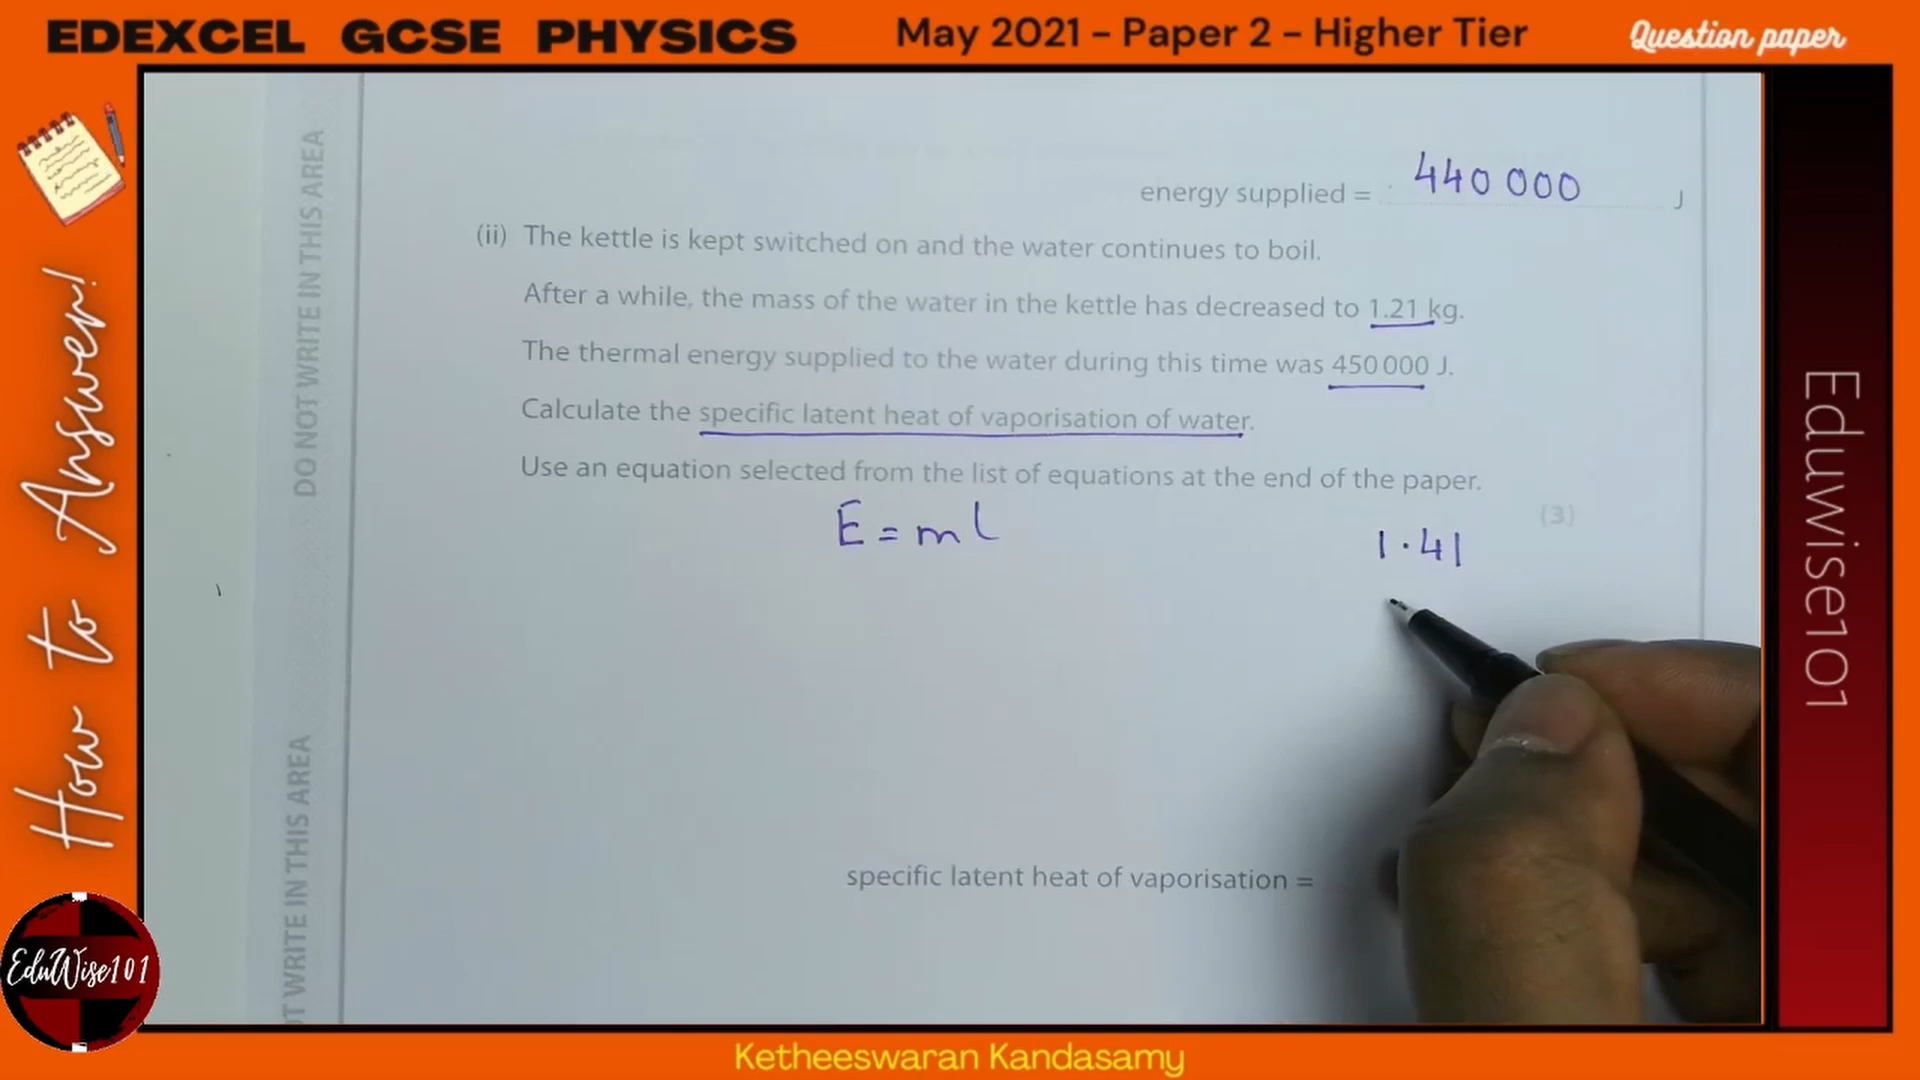 EDEXCEL GCSE PHYSICS
May 2021 - Paper 2 - Higher Tier
Question paper
How to Answer!
DO NOT WRITE IN THIS AREA
energy supplied = 440 000 J
(ii) The kettle is kept switched on and the water continues to boil.
After a while, the mass of the water in the kettle has decreased to 1.21 kg.
The thermal energy supplied to the water during this time was 450 000 J.
Calculate the specific latent heat of vaporisation of water.
Use an equation selected from the list of equations at the end of the paper.
(3)
E = m l
1.41
specific latent heat of vaporisation =
OT WRITE IN THIS AREA
Eduwise101
EduWise101
Ketheeswaran Kandasamy